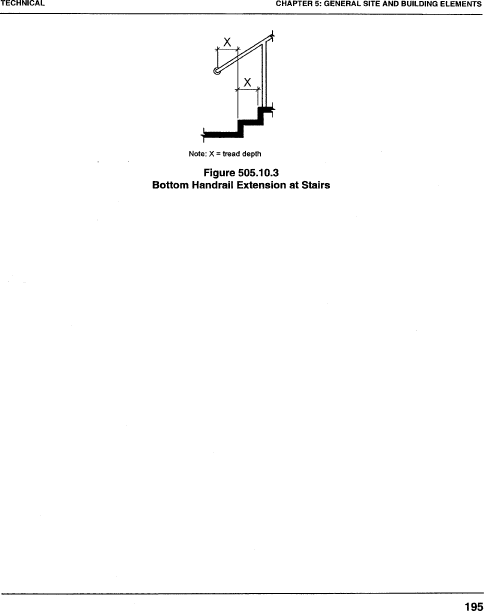 TECHNICAL
CHAPTER 5: GENERAL SITE AND BUILDING ELEMENTS
X
X
Note: X = tread depth
Figure 505.10.3
Bottom Handrail Extension at Stairs
195